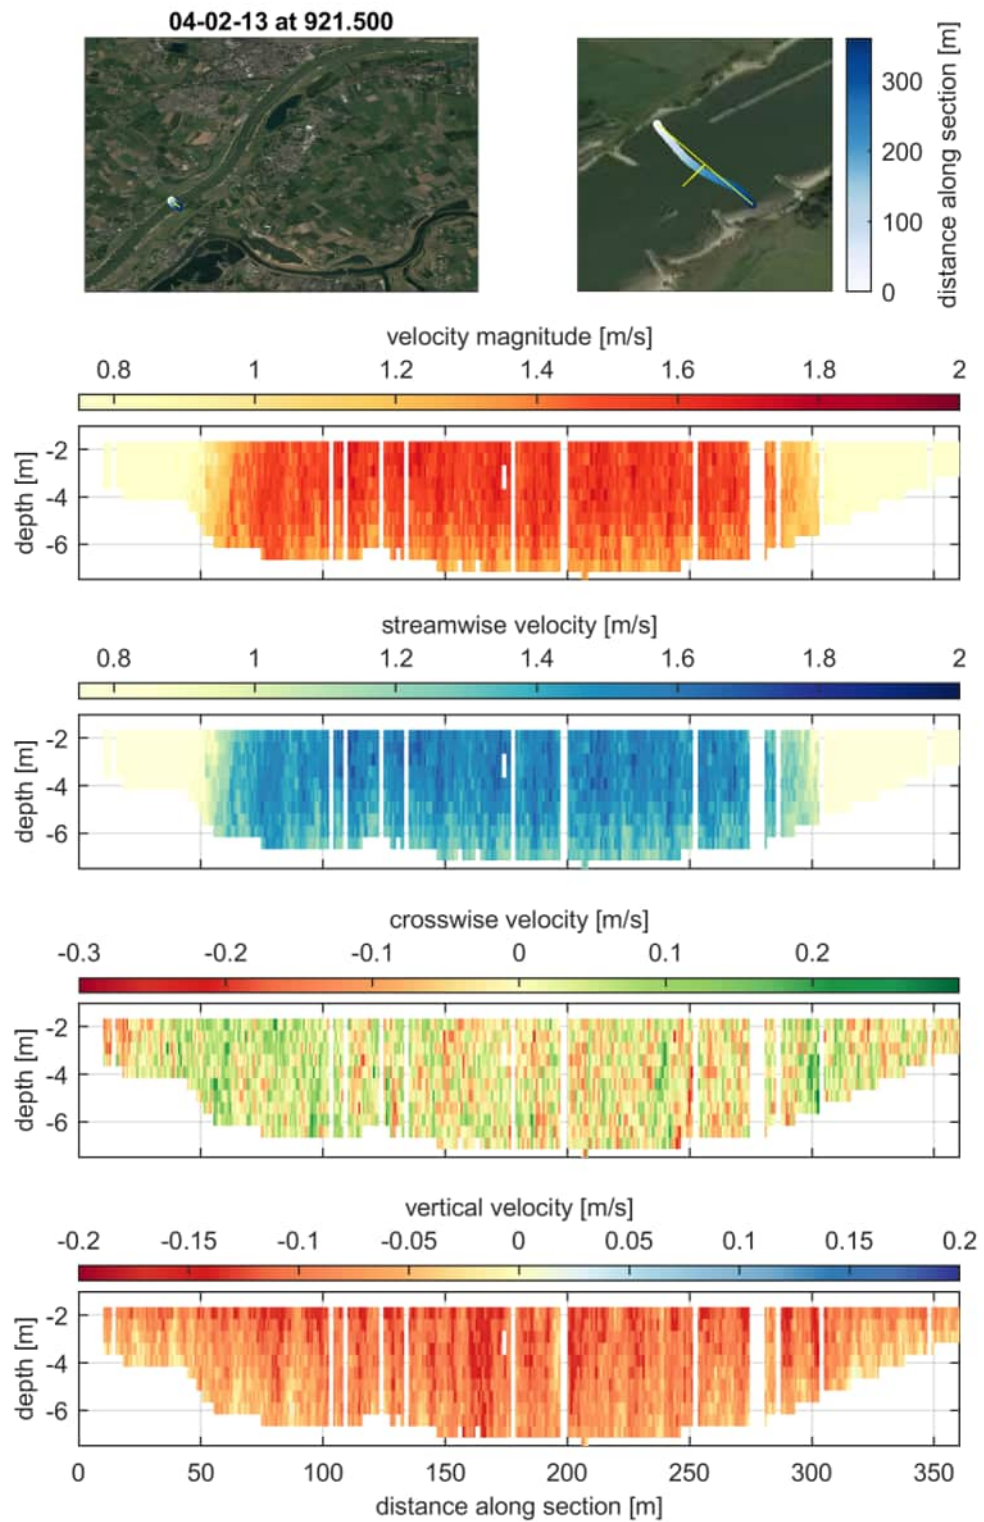 04-02-13 at 921.500
300
200
100
0
distance along section [m]
velocity magnitude [m/s]
0.8 1 1.2 1.4 1.6 1.8 2
depth [m]
-2
-4
-6
streamwise velocity [m/s]
0.8 1 1.2 1.4 1.6 1.8 2
depth [m]
-2
-4
-6
crosswise velocity [m/s]
-0.3 -0.2 -0.1 0 0.1 0.2
depth [m]
-2
-4
-6
vertical velocity [m/s]
-0.2 -0.15 -0.1 -0.05 0 0.05 0.1 0.15 0.2
depth [m]
-2
-4
-6
0 50 100 150 200 250 300 350
distance along section [m]